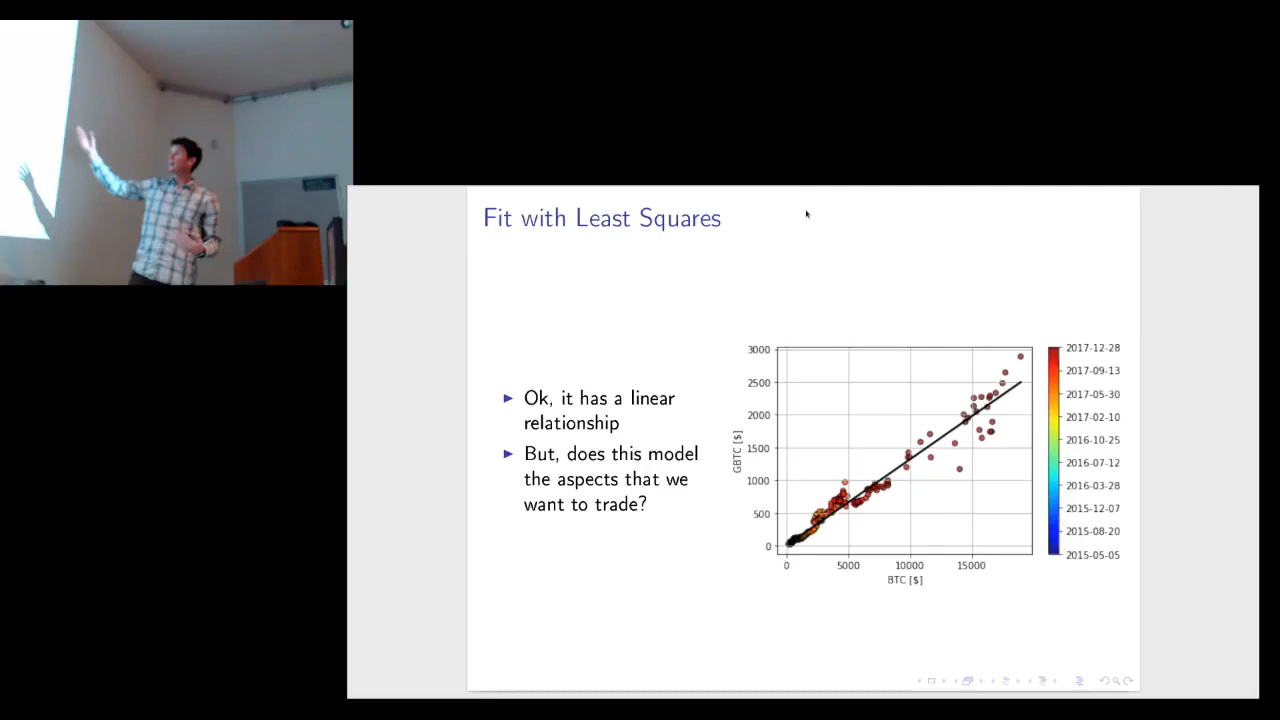 Fit with Least Squares
▶ Ok, it has a linear
relationship
▶ But, does this model
the aspects that we
want to trade?
3000
2500
2000
1500
1000
500
0
GBTC [$]
0 5000 10000 15000
BTC [$]
2017-12-28
2017-09-13
2017-05-30
2017-02-10
2016-10-25
2016-07-12
2016-03-28
2015-12-07
2015-08-20
2015-05-05